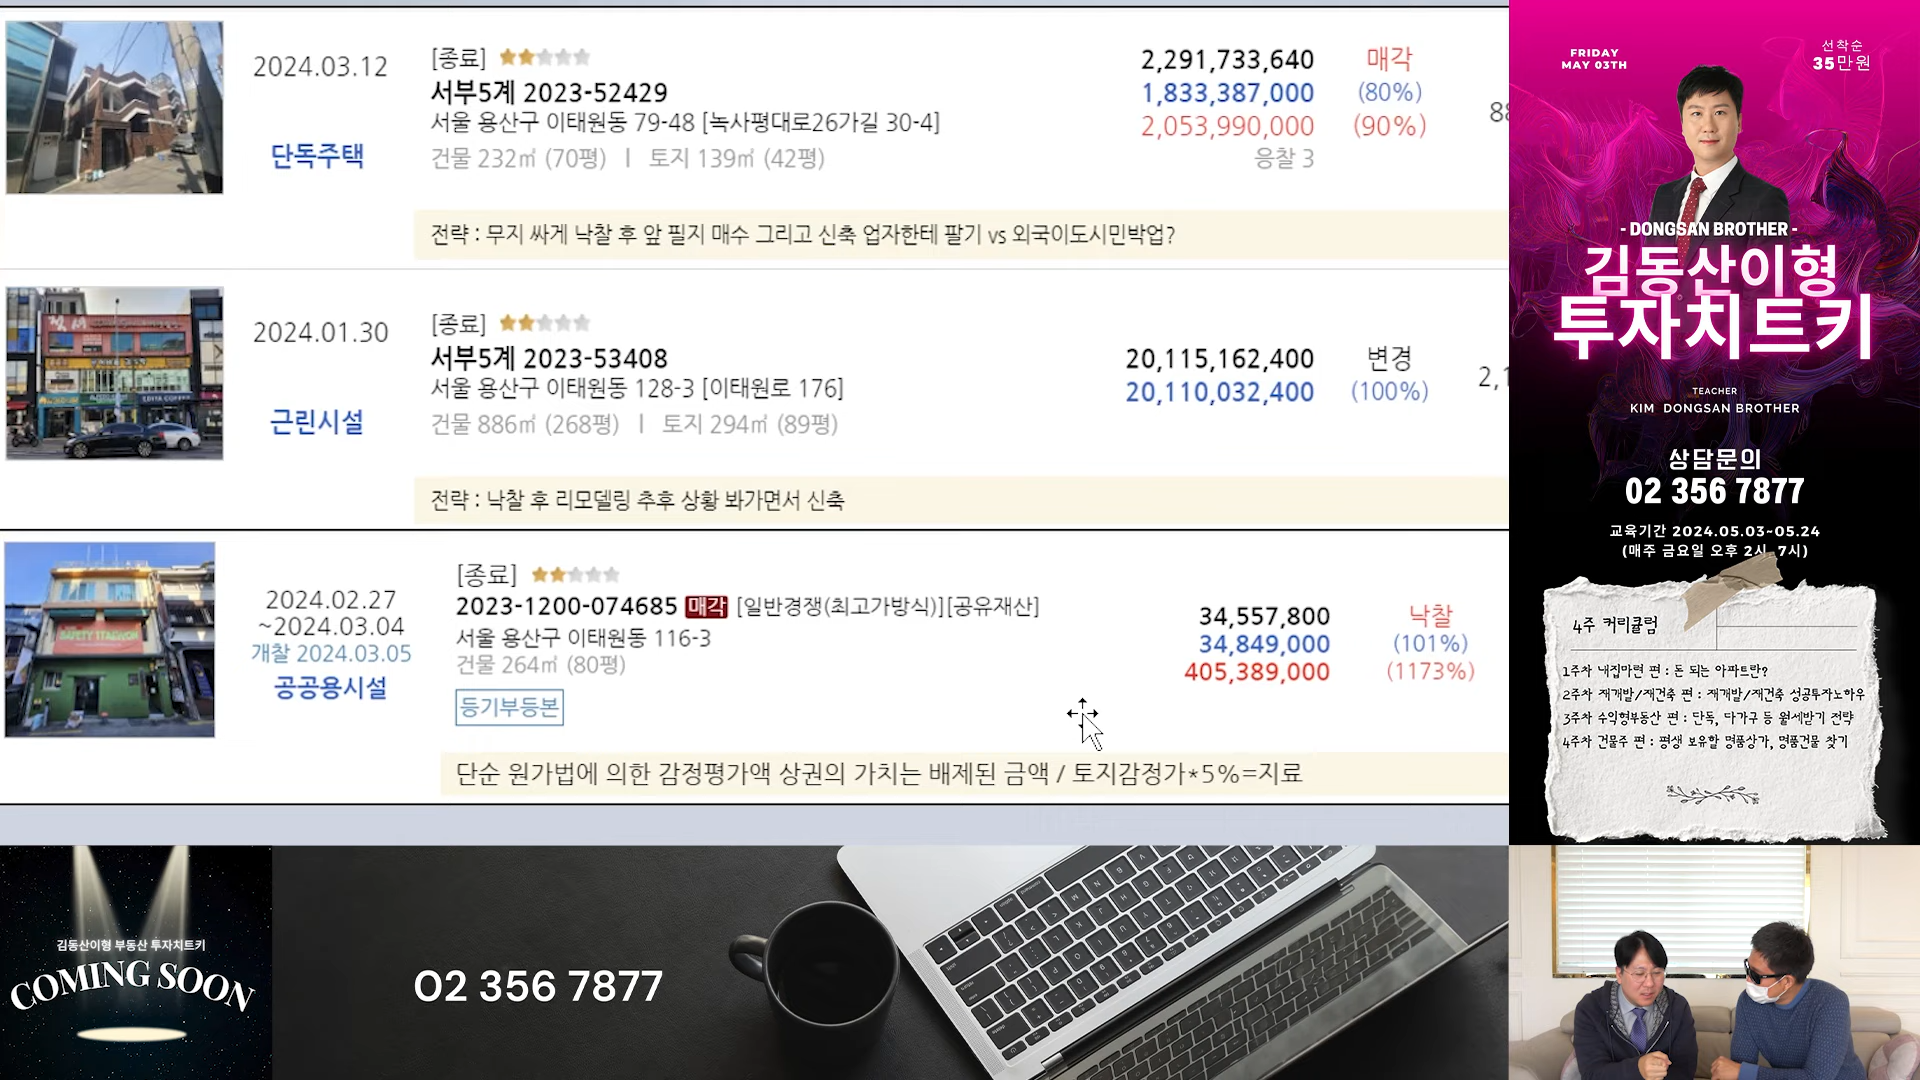 2024.03.12
단독주택
[종료]
서부5계 2023-52429
서울 용산구 이태원동 79-48 [녹사평대로26가길 30-4]
건물 232㎡ (70평) | 토지 139㎡ (42평)
2,291,733,640 매각
1,833,387,000 (80%)
2,053,990,000 (90%)
응찰 3
전략 : 무지 싸게 낙찰 후 앞 필지 매수 그리고 신축 업자한테 팔기 vs 외국이도시민박업?
2024.01.30
근린시설
[종료]
서부5계 2023-53408
서울 용산구 이태원동 128-3 [이태원로 176]
건물 886㎡ (268평) | 토지 294㎡ (89평)
20,115,162,400 변경
20,110,032,400 (100%)
전략 : 낙찰 후 리모델링 추후 상황 봐가면서 신축
2024.02.27
~2024.03.04
개찰 2024.03.05
공공용시설
[종료]
2023-1200-074685 매각 [일반경쟁(최고가방식)][공유재산]
서울 용산구 이태원동 116-3
건물 264㎡ (80평)
등기부등본
34,557,800 낙찰
34,849,000 (101%)
405,389,000 (1173%)
단순 원가법에 의한 감정평가액 상권의 가치는 배제된 금액 / 토지감정가*5%=지료
FRIDAY
MAY 03TH
선착순
35만원
- DONGSAN BROTHER -
김동산이형
투자치트키
TEACHER
KIM DONGSAN BROTHER
상담문의
02 356 7877
교육기간 2024.05.03~05.24
(매주 금요일 오후 2시, 7시)
4주 커리큘럼
1주차 내집마련 편 : 돈 되는 아파트란?
2주차 재개발/재건축 편 : 재개발/재건축 성공투자노하우
3주차 수익형부동산 편 : 단독, 다가구 등 월세받기 전략
4주차 건물주 편 : 평생 보유할 명품상가, 명품건물 찾기
김동산이형 부동산 투자치트키
COMING SOON
02 356 7877